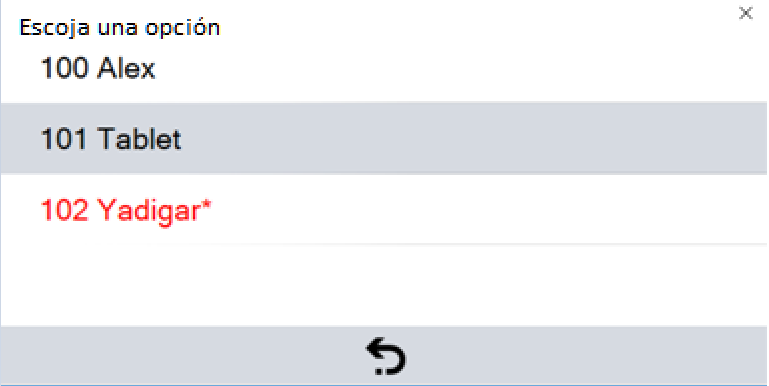 Escoja una opción
100 Alex
101 Tablet
102 Yadigar*